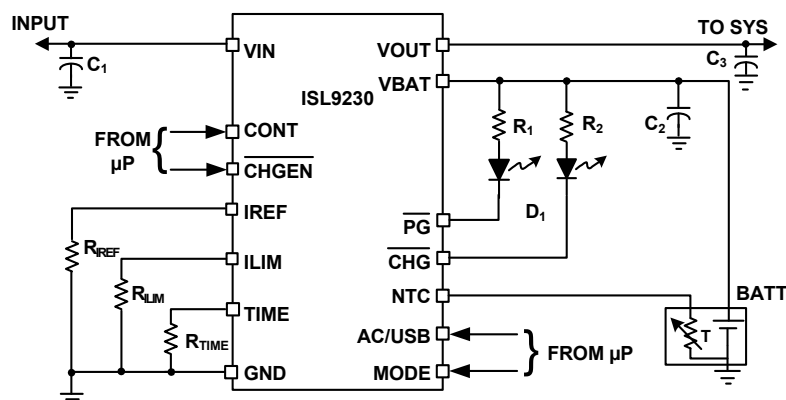 INPUT
TO SYS
C1
VIN
VOUT
C3
VBAT
ISL9230
R1
R2
C2
FROM
µP
CONT
CHGEN
D1
IREF
PG
RIREF
ILIM
CHG
RILIM
NTC
BATT
TIME
RTIME
AC/USB
FROM µP
T
GND
MODE